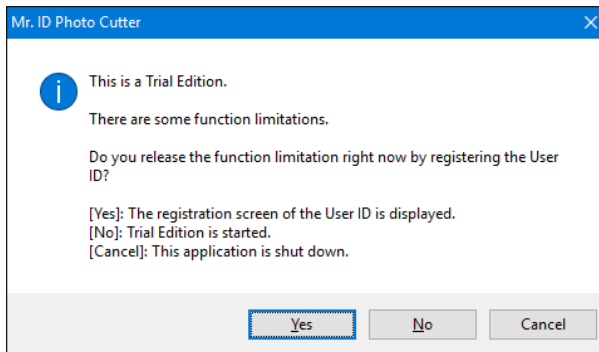 Mr. ID Photo Cutter
This is a Trial Edition.
There are some function limitations.
Do you release the function limitation right now by registering the User
ID?
[Yes]: The registration screen of the User ID is displayed.
[No]: Trial Edition is started.
[Cancel]: This application is shut down.
Yes
No
Cancel